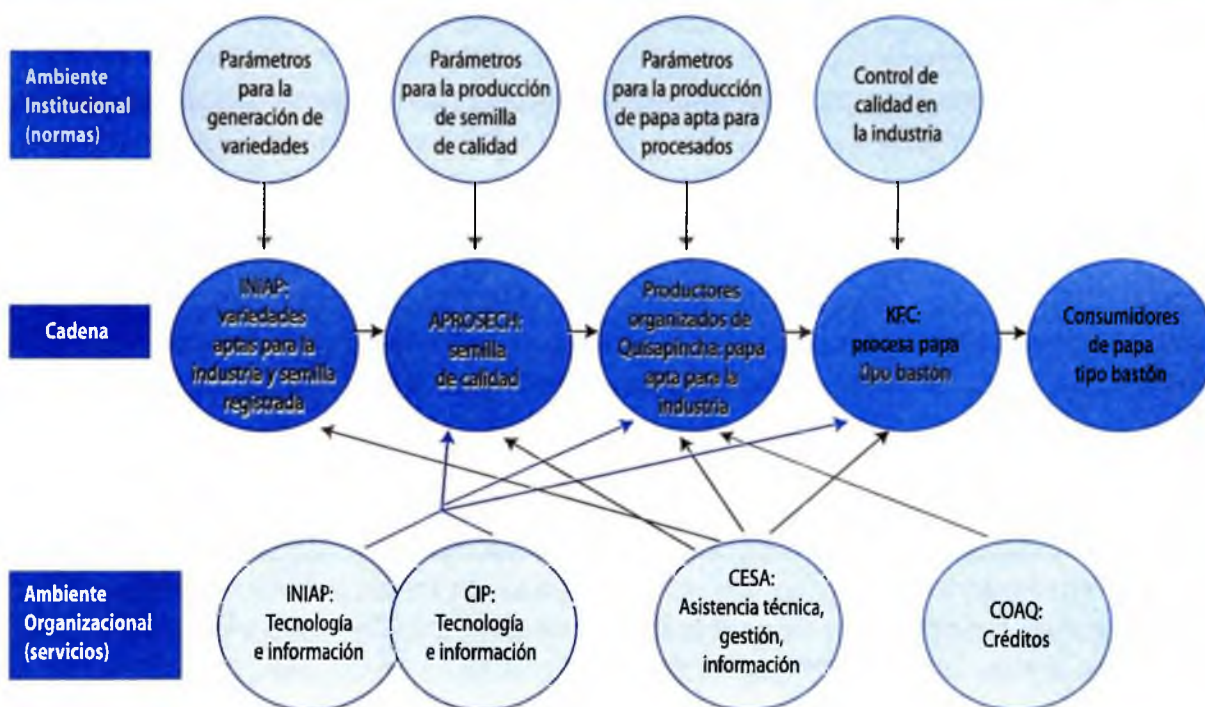 Ambiente
Institucional
(normas)
Parámetros
para la
generación de
variedades
Parámetros
para la producción
de semilla
de calidad
Parámetros
para la producción
de papa apta para
procesados
Control de
calidad en
la industria
Cadena
INIAP:
variedades
aptas para la
industria y semilla
registrada
APROSECH:
semilla
de calidad
Productores
organizados de
Quisapincha: papa
apta para la
industria
KFC:
procesa papa
tipo bastón
Consumidores
de papa
tipo bastón
Ambiente
Organizacional
(servicios)
INIAP:
Tecnología
e información
CIP:
Tecnología
e información
CESA:
Asistencia técnica,
gestión,
información
COAQ:
Créditos